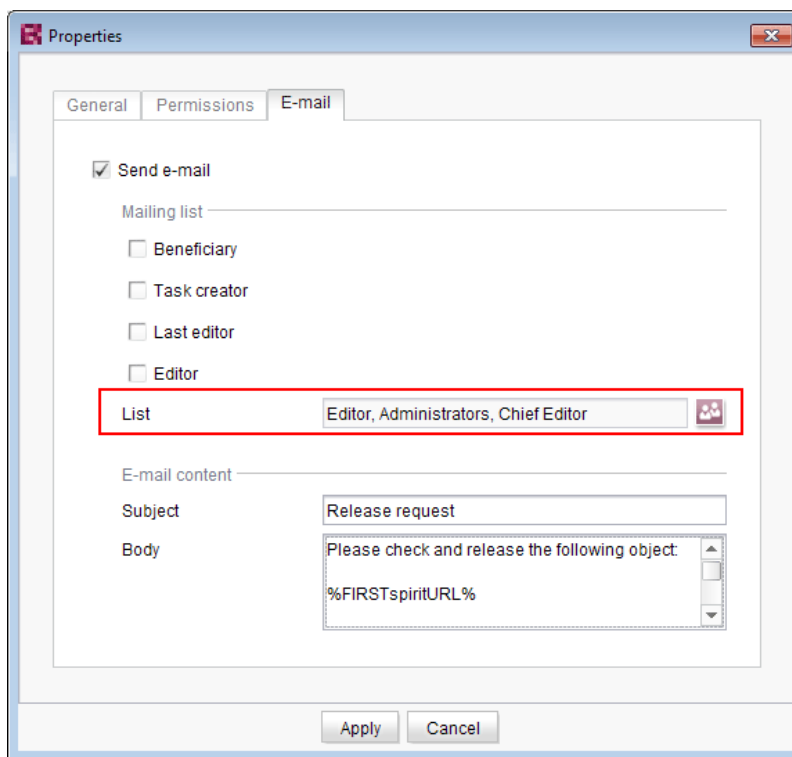 Properties
General Permissions E-mail
Send e-mail
Mailing list
Beneficiary
Task creator
Last editor
Editor
List Editor, Administrators, Chief Editor
E-mail content
Subject Release request
Body Please check and release the following object:
%FIRSTspiritURL%
Apply Cancel